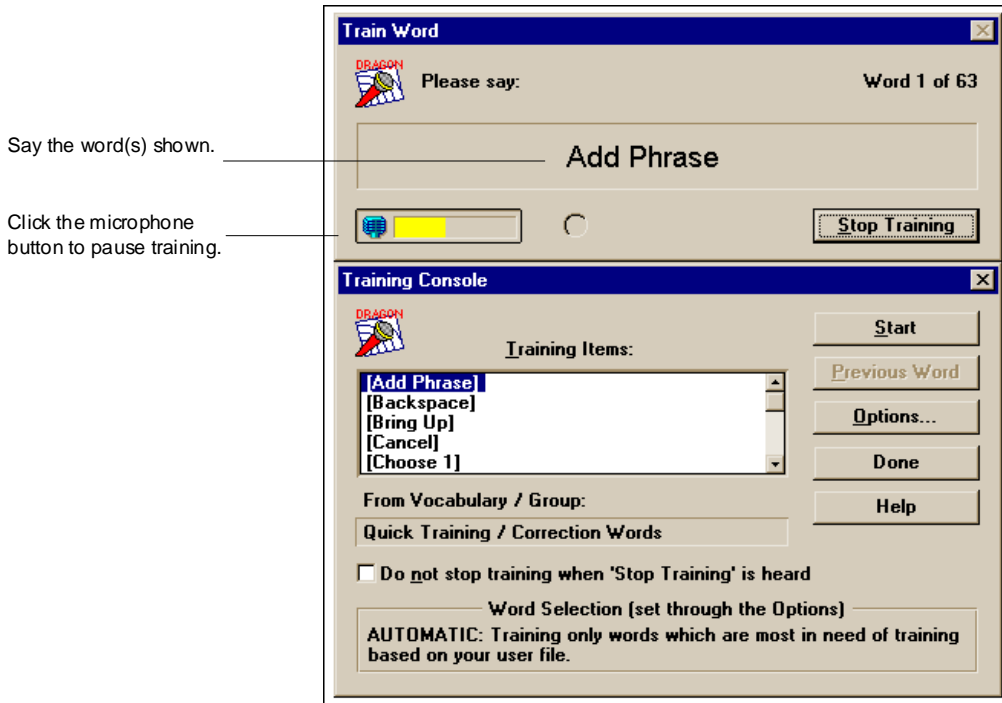 Train Word
DRAGON
Please say:
Word 1 of 63
Say the word(s) shown.
Add Phrase
Click the microphone
button to pause training.
Stop Training
Training Console
DRAGON
Training Items:
Start
[Add Phrase]
[Backspace]
[Bring Up]
[Cancel]
[Choose 1]
Previous Word
Options...
Done
Help
From Vocabulary / Group:
Quick Training / Correction Words
Do not stop training when 'Stop Training' is heard
Word Selection (set through the Options)
AUTOMATIC: Training only words which are most in need of training
based on your user file.